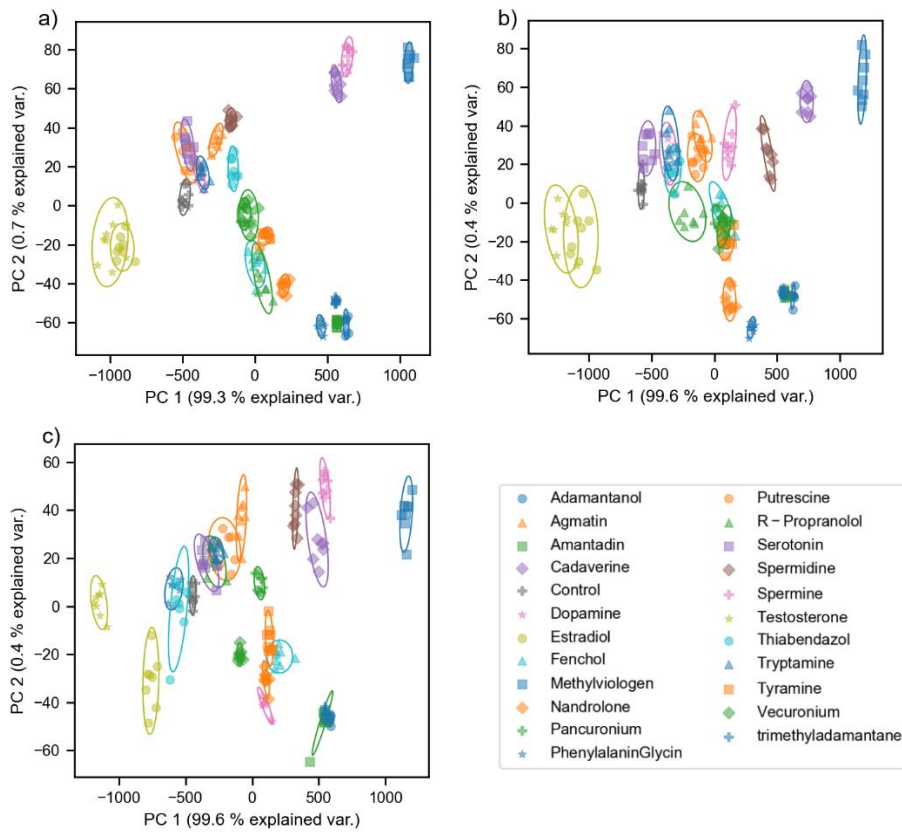 a)
80
60
40
20
0
−20
−40
−60
PC 2 (0.7 % explained var.)
−1000
−500
0
500
1000
PC 1 (99.3 % explained var.)
b)
80
60
40
20
0
−20
−40
−60
PC 2 (0.4 % explained var.)
−1000
−500
0
500
1000
PC 1 (99.6 % explained var.)
c)
60
40
20
0
−20
−40
−60
PC 2 (0.4 % explained var.)
−1000
−500
0
500
1000
PC 1 (99.6 % explained var.)
Adamantanol
Agmatin
Amantadin
Cadaverine
Control
Dopamine
Estradiol
Fenchol
Methylviologen
Nandrolone
Pancuronium
PhenylalaninGlycin
Putrescine
R−Propranolol
Serotonin
Spermidine
Spermine
Testosterone
Thiabendazol
Tryptamine
Tyramine
Vecuronium
trimethyladamantane